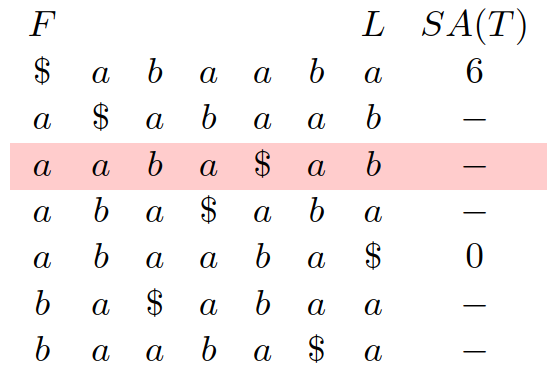 F L SA(T)
$ a b a a b a 6
a $ a b a a b −
a a b a $ a b −
a b a $ a b a −
a b a a b a $ 0
b a $ a b a a −
b a a b a $ a −